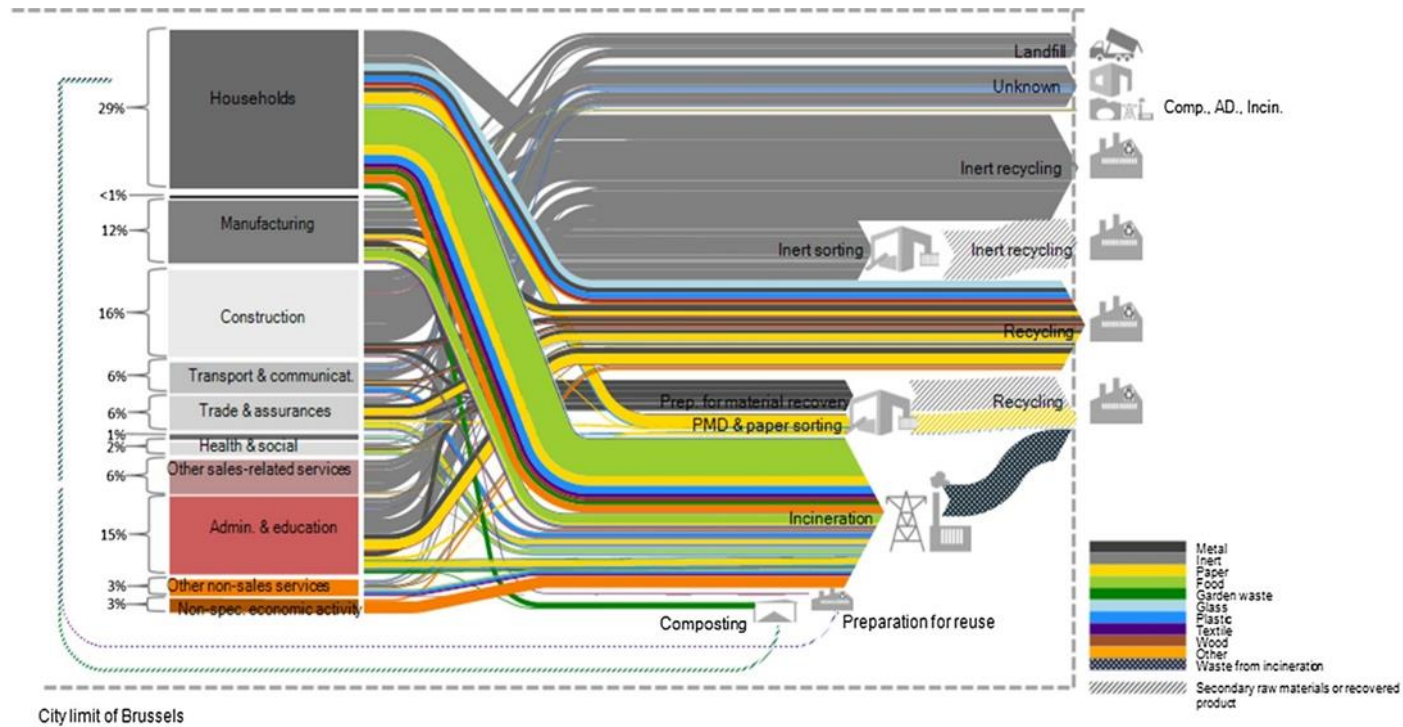 29%
<1%
12%
16%
6%
6%
1%
2%
6%
15%
3%
3%
Households
Manufacturing
Construction
Transport & communicat.
Trade & assurances
Health & social
Other sales-related services
Admin. & education
Other non-sales services
Non-spec. economic activity
Landfill
Unknown
Comp., AD., Incin.
Inert recycling
Inert sorting
Inert recycling
Recycling
Prep. for material recovery
Recycling
PMD & paper sorting
Incineration
Composting
Preparation for reuse
Metal
Inert
Paper
Food
Garden waste
Glass
Plastic
Textile
Wood
Other
Waste from incineration
Secondary raw materials or recovered
product
City limit of Brussels